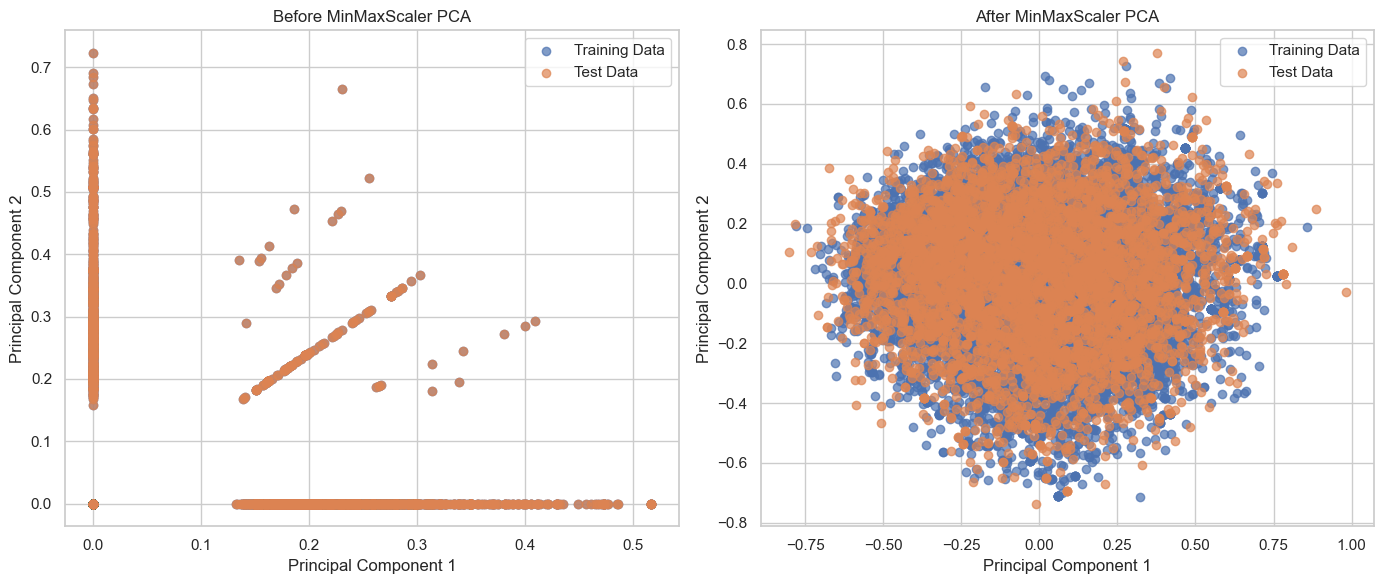 Before MinMaxScaler PCA
Training Data
Test Data
Principal Component 2
0.7
0.6
0.5
0.4
0.3
0.2
0.1
0.0
0.0 0.1 0.2 0.3 0.4 0.5
Principal Component 1
After MinMaxScaler PCA
Training Data
Test Data
Principal Component 2
0.8
0.6
0.4
0.2
0.0
−0.2
−0.4
−0.6
−0.8
−0.75 −0.50 −0.25 0.00 0.25 0.50 0.75 1.00
Principal Component 1